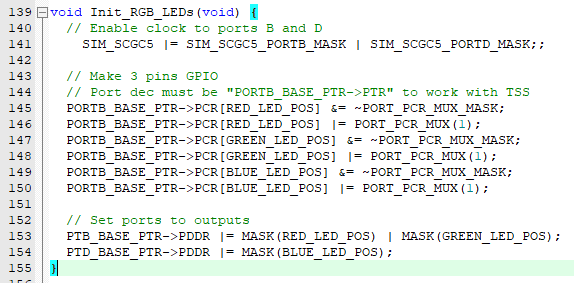 139 void Init_RGB_LEDs(void) {
140 // Enable clock to ports B and D
141 SIM_SCGC5 |= SIM_SCGC5_PORTB_MASK | SIM_SCGC5_PORTD_MASK;;
142
143 // Make 3 pins GPIO
144 // Port dec must be "PORTB_BASE_PTR->PTR" to work with TSS
145 PORTB_BASE_PTR->PCR[RED_LED_POS] &= ~PORT_PCR_MUX_MASK;
146 PORTB_BASE_PTR->PCR[RED_LED_POS] |= PORT_PCR_MUX(1);
147 PORTB_BASE_PTR->PCR[GREEN_LED_POS] &= ~PORT_PCR_MUX_MASK;
148 PORTB_BASE_PTR->PCR[GREEN_LED_POS] |= PORT_PCR_MUX(1);
149 PORTB_BASE_PTR->PCR[BLUE_LED_POS] &= ~PORT_PCR_MUX_MASK;
150 PORTB_BASE_PTR->PCR[BLUE_LED_POS] |= PORT_PCR_MUX(1);
151
152 // Set ports to outputs
153 PTB_BASE_PTR->PDDR |= MASK(RED_LED_POS) | MASK(GREEN_LED_POS);
154 PTD_BASE_PTR->PDDR |= MASK(BLUE_LED_POS);
155 }